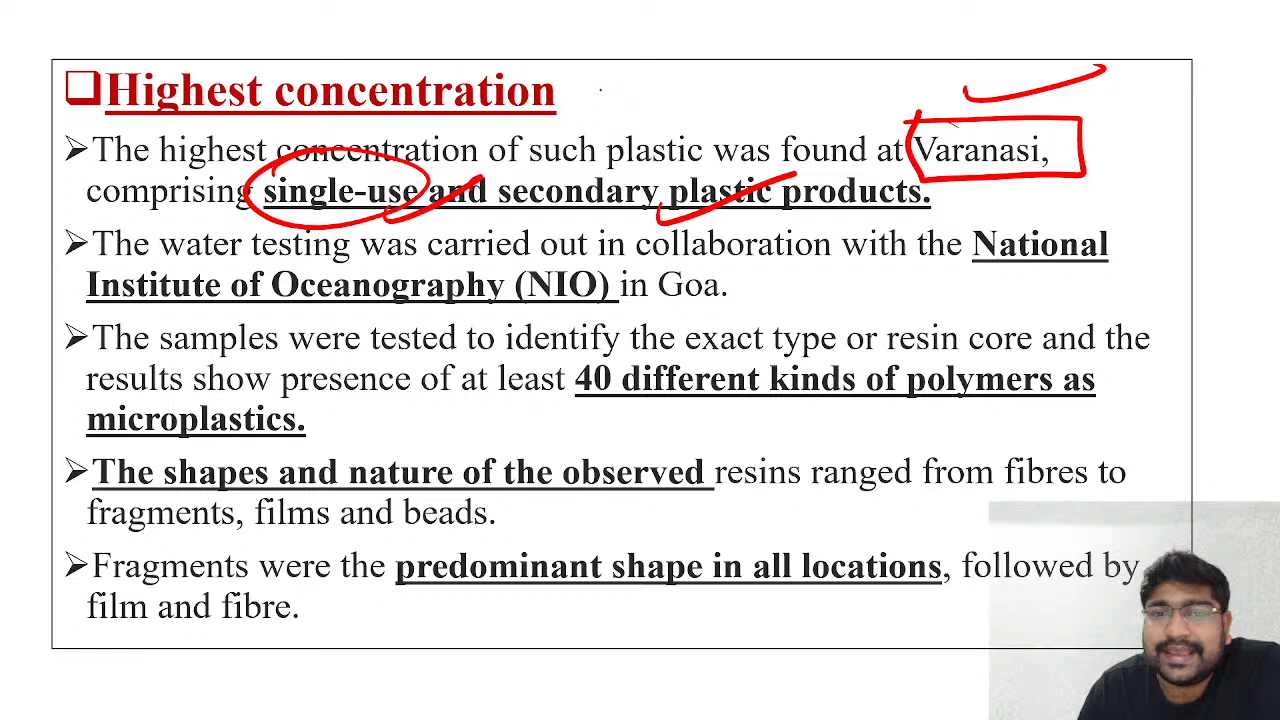 ❑Highest concentration
➢The highest concentration of such plastic was found at Varanasi,
comprising single-use and secondary plastic products.
➢The water testing was carried out in collaboration with the National
Institute of Oceanography (NIO) in Goa.
➢The samples were tested to identify the exact type or resin core and the
results show presence of at least 40 different kinds of polymers as
microplastics.
➢The shapes and nature of the observed resins ranged from fibres to
fragments, films and beads.
➢Fragments were the predominant shape in all locations, followed by
film and fibre.